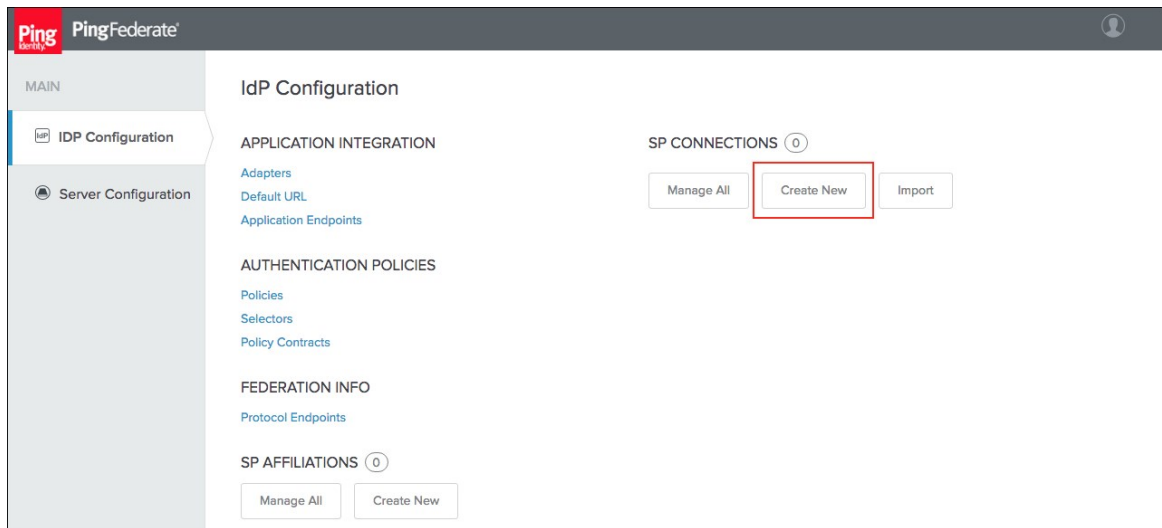 Ping
Identity.
PingFederate®
MAIN
IdP
IDP Configuration
Server Configuration
IdP Configuration
APPLICATION INTEGRATION
Adapters
Default URL
Application Endpoints
AUTHENTICATION POLICIES
Policies
Selectors
Policy Contracts
FEDERATION INFO
Protocol Endpoints
SP AFFILIATIONS 0
Manage All Create New
SP CONNECTIONS 0
Manage All Create New Import